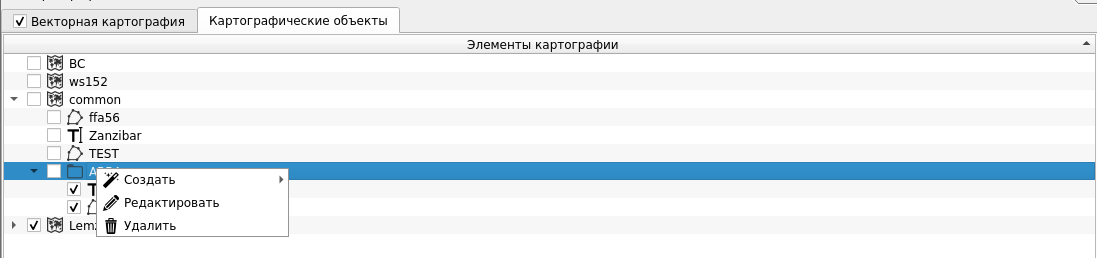 Векторная картография
Картографические объекты
Элементы картографии
BC
ws152
common
ffa56
Zanzibar
TEST
Создать
Редактировать
Удалить